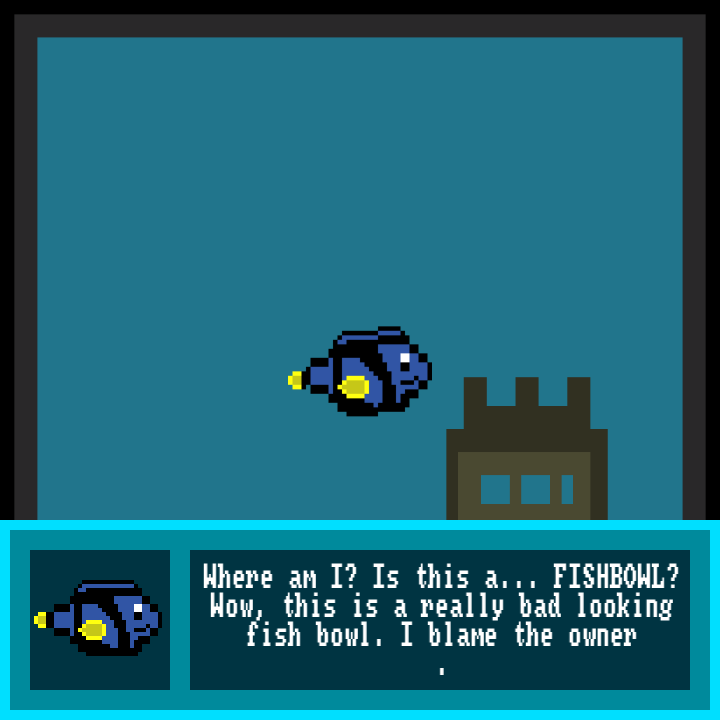 Where am I? Is this a... FISHBOWL?
Wow, this is a really bad looking
fish bowl. I blame the owner
.